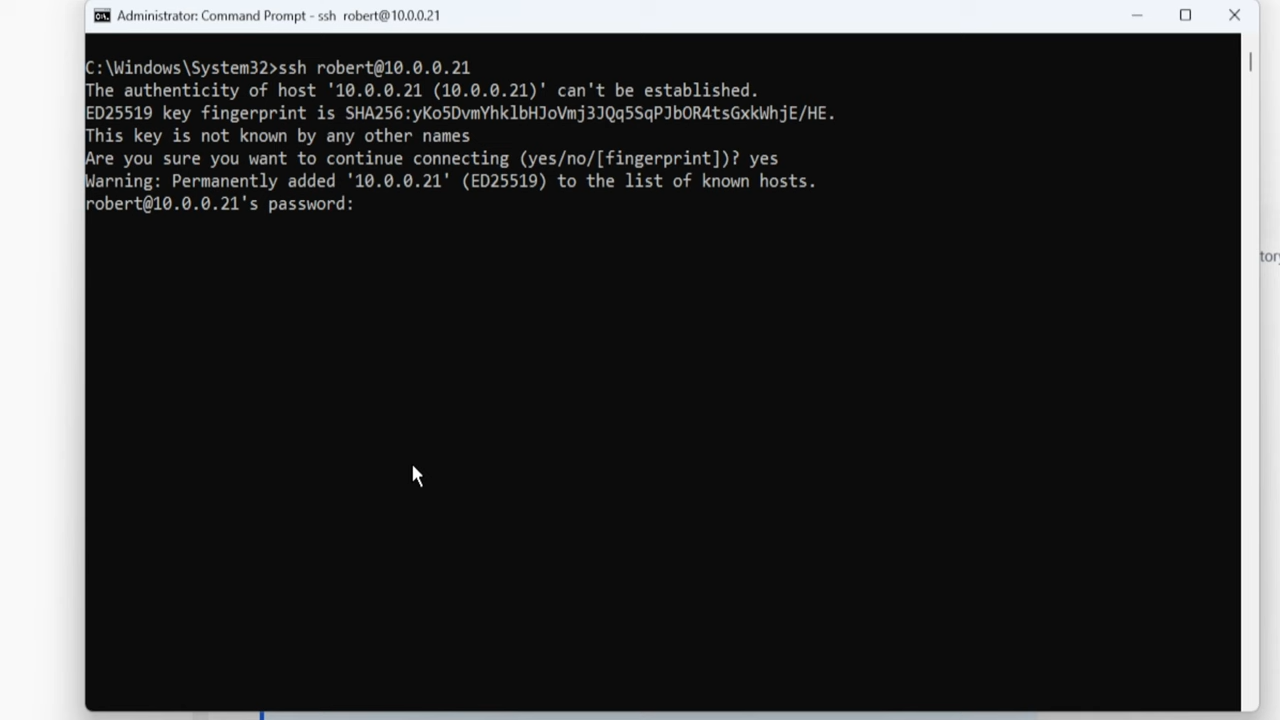 Administrator: Command Prompt - ssh robert@10.0.0.21
C:\Windows\System32>ssh robert@10.0.0.21
The authenticity of host '10.0.0.21 (10.0.0.21)' can't be established.
ED25519 key fingerprint is SHA256:yKo5DvmYhklbHJoVmj3JQq5SqPJbOR4tsGxkWhjE/HE.
This key is not known by any other names
Are you sure you want to continue connecting (yes/no/[fingerprint])? yes
Warning: Permanently added '10.0.0.21' (ED25519) to the list of known hosts.
robert@10.0.0.21's password: